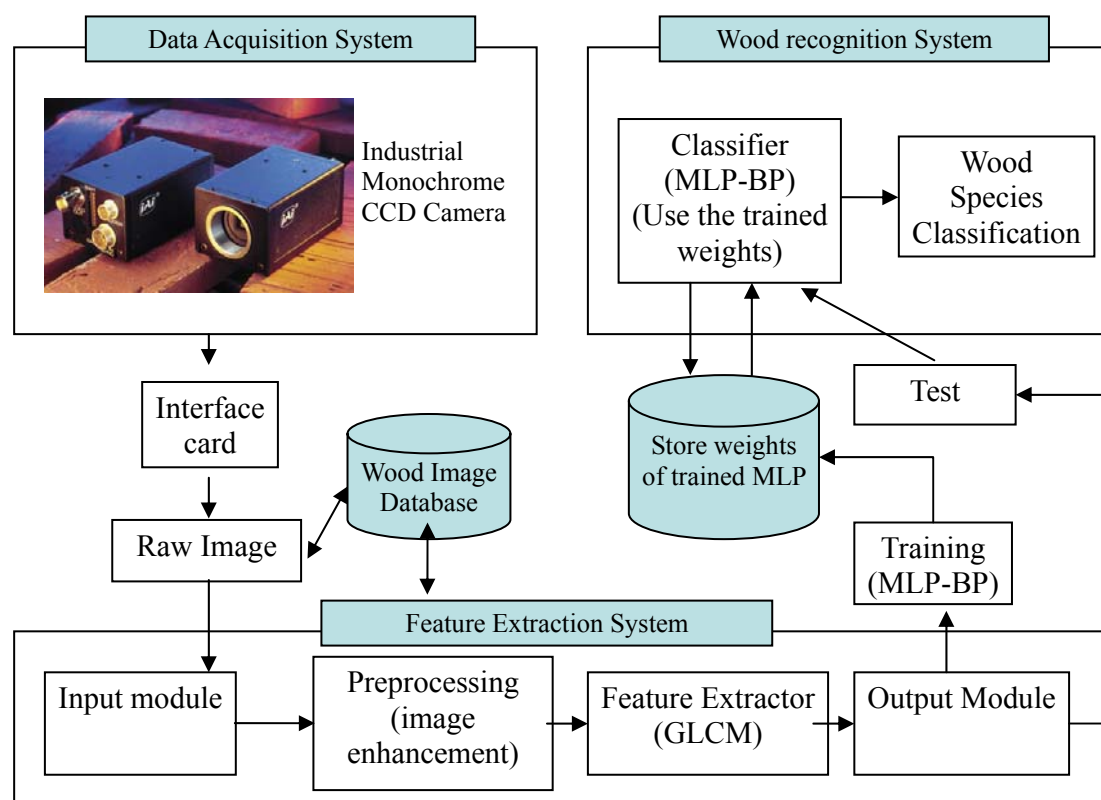 Data Acquisition System
Industrial
Monochrome
CCD Camera
Interface
card
Raw Image
Wood Image
Database
Wood recognition System
Classifier
(MLP-BP)
(Use the trained
weights)
Wood
Species
Classification
Test
Store weights
of trained MLP
Training
(MLP-BP)
Feature Extraction System
Input module
Preprocessing
(image
enhancement)
Feature Extractor
(GLCM)
Output Module